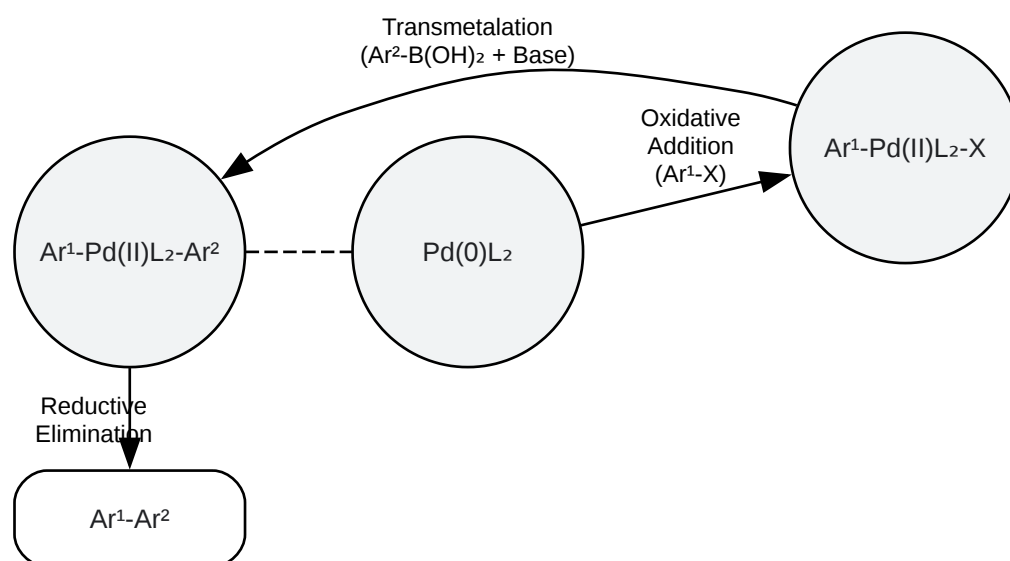 Transmetalation
(Ar²-B(OH)₂ + Base)
Oxidative
Addition
(Ar¹-X)
Ar¹-Pd(II)L₂-X
Ar¹-Pd(II)L₂-Ar²
Pd(0)L₂
Reductive
Elimination
Ar¹-Ar²